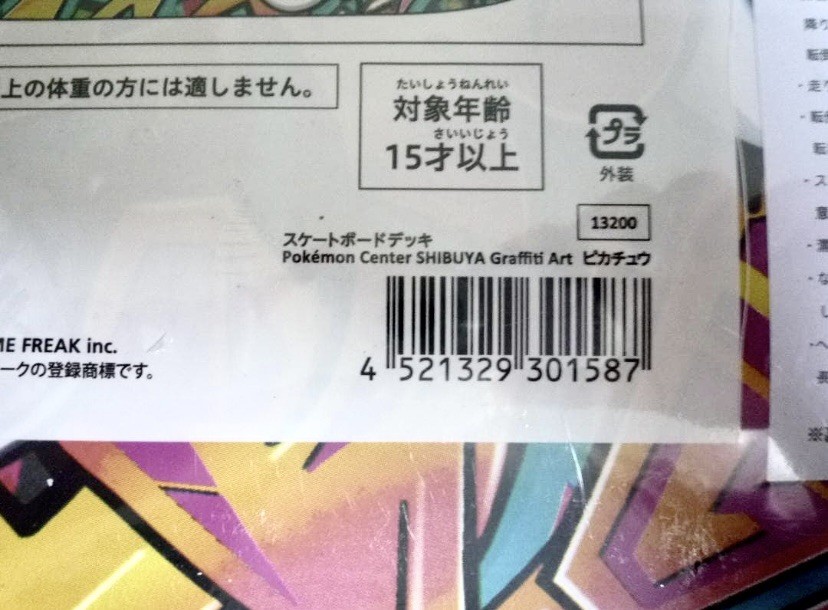 上の体重の方には適しません。
たいしょうねんれい
対象年齢
さいいじょう
15才以上
プラ
外装
13200
スケートボードデッキ
Pokémon Center SHIBUYA Graffiti Art ピカチュウ
4 521329 301587
ME FREAK inc.
ークの登録商標です。